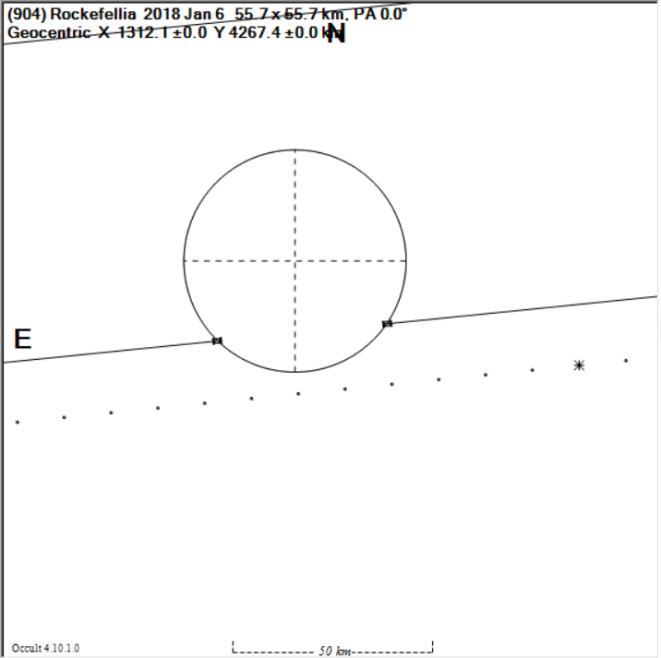 (904) Rockefellia 2018 Jan 6 55.7 x 55.7 km, PA 0.0°
Geocentric X 1312.1 ±0.0 Y 4267.4 ±0.0 km
N
E
50 km
Occult 4.10.1.0